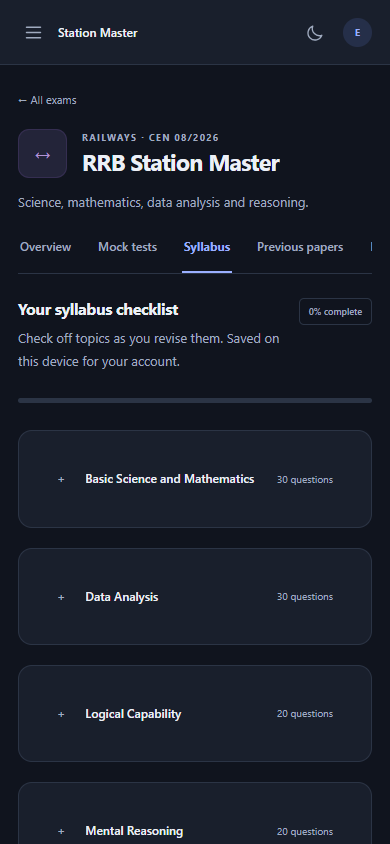 Station Master
E
← All exams
RAILWAYS · CEN 08/2026
RRB Station Master
Science, mathematics, data analysis and reasoning.
Overview Mock tests Syllabus Previous papers
Your syllabus checklist
0% complete
Check off topics as you revise them. Saved on
this device for your account.
+ Basic Science and Mathematics 30 questions
+ Data Analysis 30 questions
+ Logical Capability 20 questions
+ Mental Reasoning 20 questions